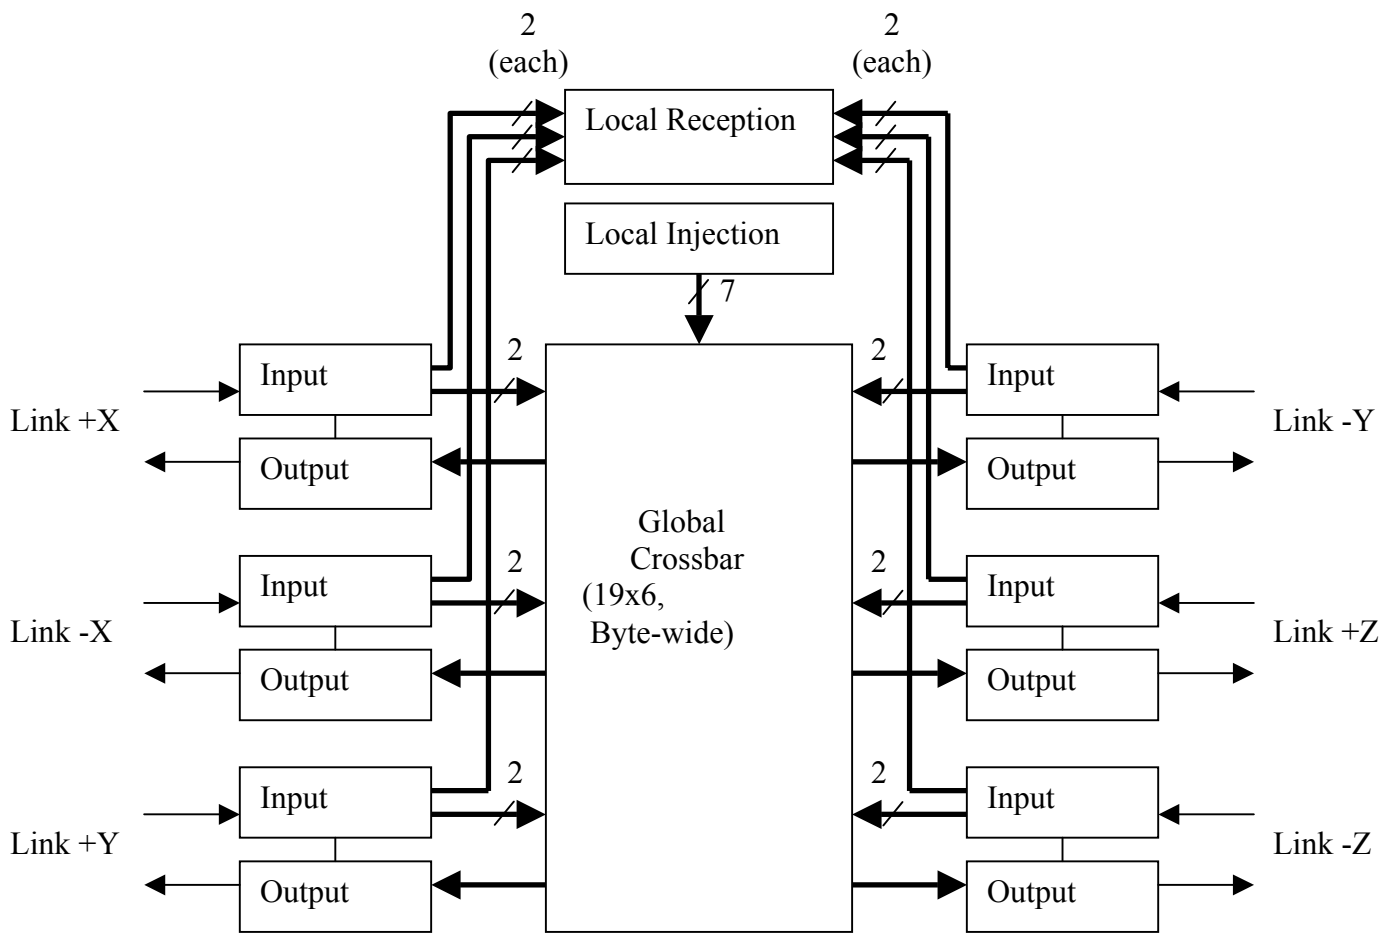 2
(each)
2
(each)
Local Reception
Local Injection
7
Input
2
2
Input
Link +X
Link -Y
Output
Output
Global
Crossbar
(19x6,
Byte-wide)
Input
2
2
Input
Link -X
Link +Z
Output
Output
Input
2
2
Input
Link +Y
Link -Z
Output
Output